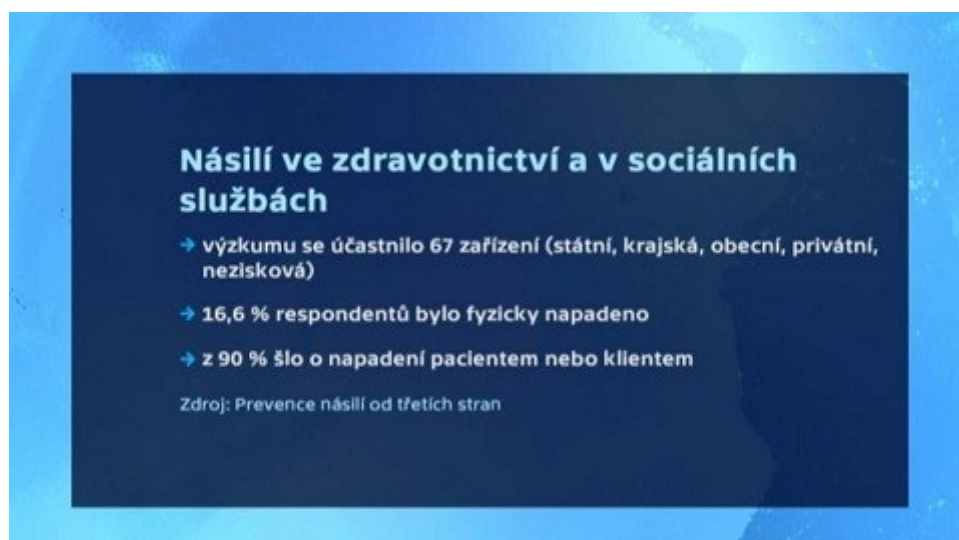 Násilí ve zdravotnictví a v sociálních
službách
→ výzkumu se účastnilo 67 zařízení (státní, krajská, obecní, privátní,
nezisková)
→ 16,6 % respondentů bylo fyzicky napadeno
→ z 90 % šlo o napadení pacientem nebo klientem
Zdroj: Prevence násilí od třetích stran